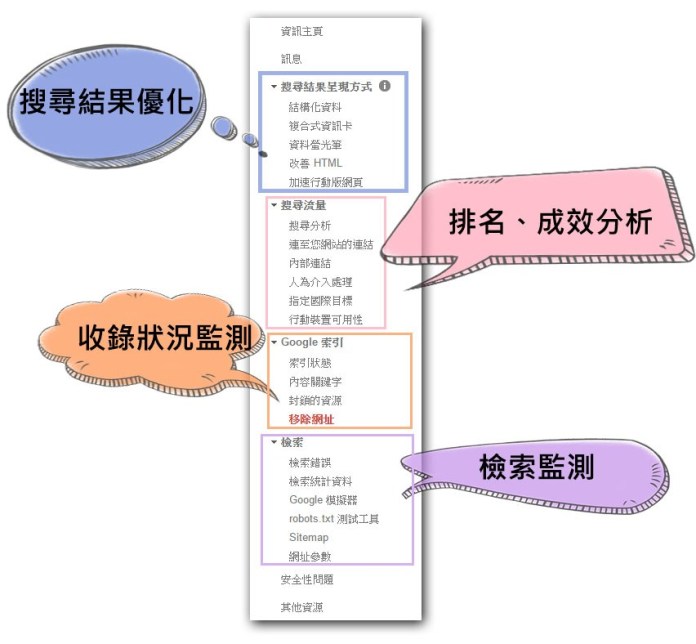 資訊主頁
訊息
搜尋結果呈現方式
結構化資料
複合式資訊卡
資料螢光筆
改善 HTML
加速行動版網頁
搜尋流量
搜尋分析
連至您網站的連結
內部連結
人為介入處理
指定國際目標
行動裝置可用性
Google 索引
索引狀態
內容關鍵字
封鎖的資源
移除網址
檢索
檢索錯誤
檢索統計資料
Google 模擬器
robots.txt 測試工具
Sitemap
網址參數
安全性問題
其他資源
搜尋結果優化
排名、成效分析
收錄狀況監測
檢索監測